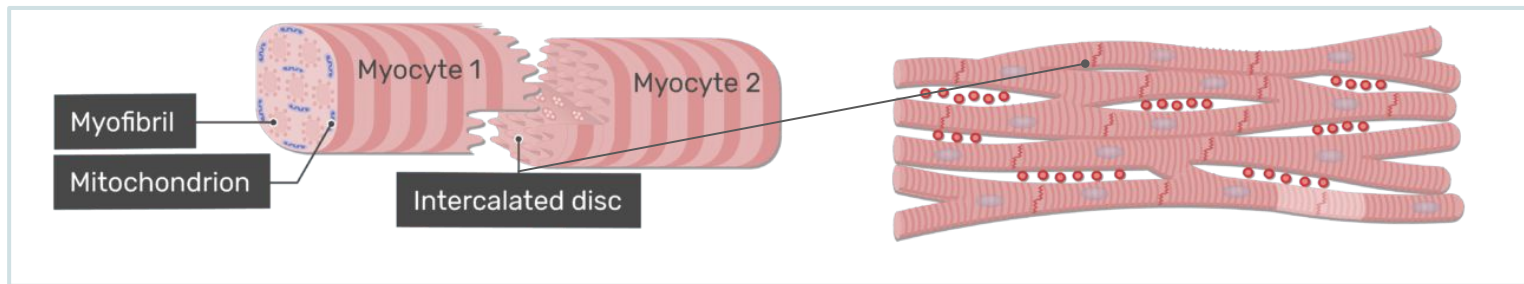 Myocyte 1
Myocyte 2
Myofibril
Mitochondrion
Intercalated disc